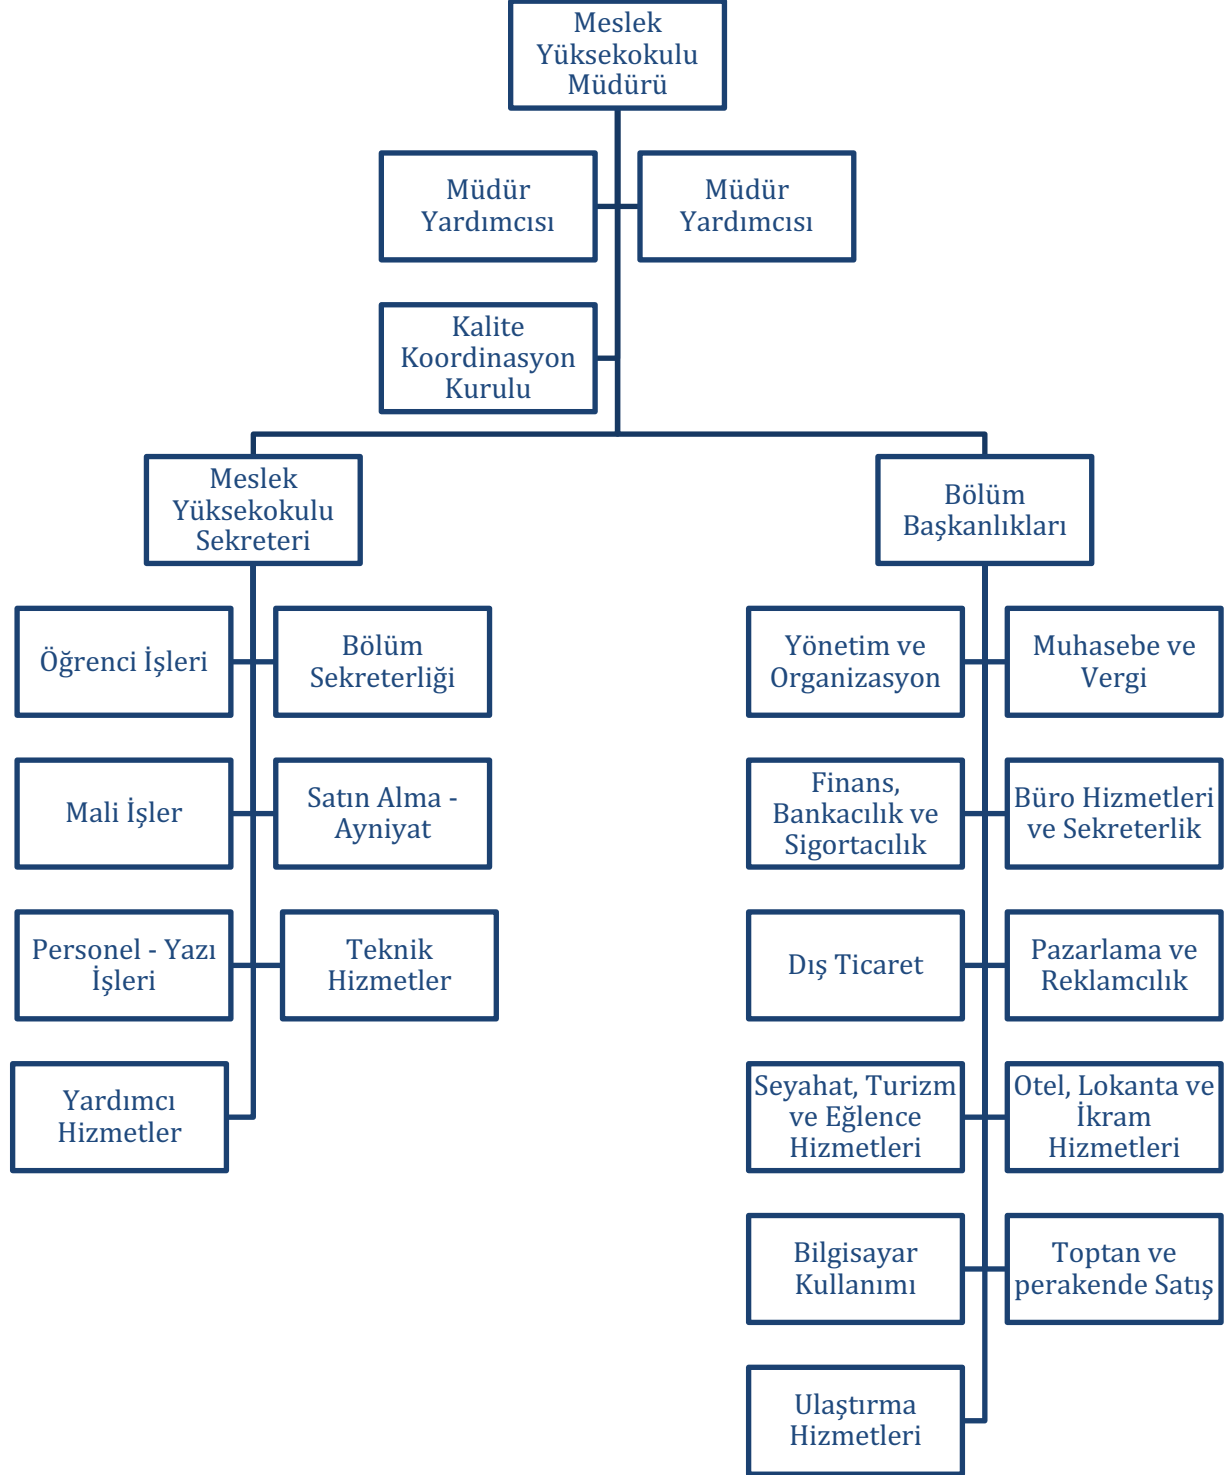 Meslek
Yüksekokulu
Müdürü
Müdür
Yardımcısı
Müdür
Yardımcısı
Kalite
Koordinasyon
Kurulu
Meslek
Yüksekokulu
Sekreteri
Bölüm
Başkanlıkları
Öğrenci İşleri
Bölüm
Sekreterliği
Mali İşler
Satın Alma -
Ayniyat
Personel - Yazı
İşleri
Teknik
Hizmetler
Yardımcı
Hizmetler
Yönetim ve
Organizasyon
Muhasebe ve
Vergi
Finans,
Bankacılık ve
Sigortacılık
Büro Hizmetleri
ve Sekreterlik
Dış Ticaret
Pazarlama ve
Reklamcılık
Seyahat, Turizm
ve Eğlence
Hizmetleri
Otel, Lokanta ve
İkram
Hizmetleri
Bilgisayar
Kullanımı
Toptan ve
perakende Satış
Ulaştırma
Hizmetleri